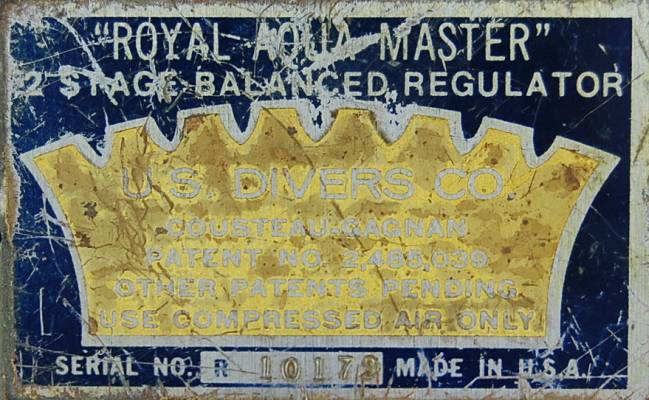 "ROYAL AQUA MASTER"
2 STAGE BALANCED REGULATOR
U.S. DIVERS CO.
COUSTEAU-GAGNAN
PATENT NO. 2,485,039
OTHER PATENTS PENDING
USE COMPRESSED AIR ONLY
SERIAL NO. R 10179 MADE IN U.S.A.